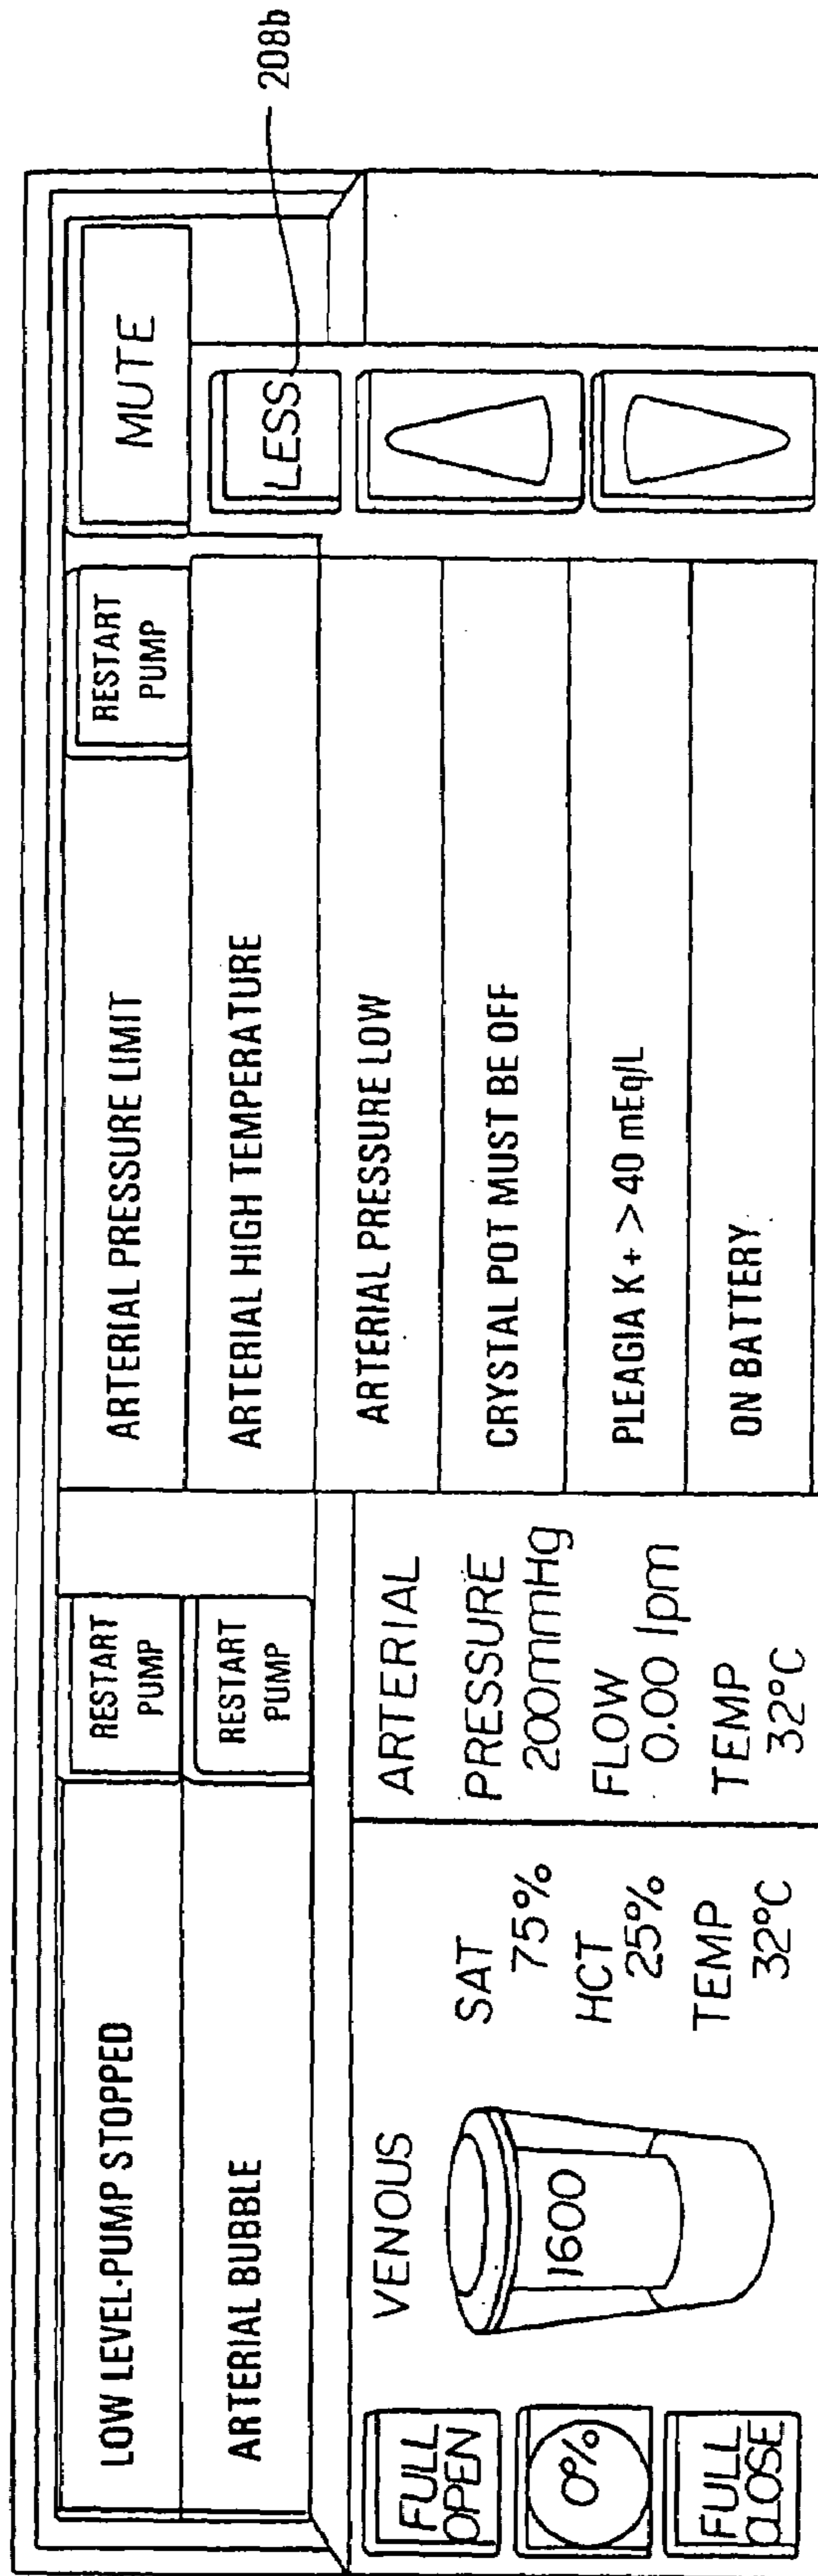 LOW LEVEL-PUMP STOPPED
RESTART
PUMP
ARTERIAL BUBBLE
RESTART
PUMP
ARTERIAL PRESSURE LIMIT
RESTART
PUMP
ARTERIAL HIGH TEMPERATURE
ARTERIAL PRESSURE LOW
CRYSTAL POT MUST BE OFF
PLEAGIA K+ > 40 mEq/L
ON BATTERY
MUTE
LESS
208b
FULL
OPEN
0%
FULL
CLOSE
VENOUS
1600
SAT
75%
HCT
25%
TEMP
32°C
ARTERIAL
PRESSURE
200mmHg
FLOW
0.00 lpm
TEMP
32°C